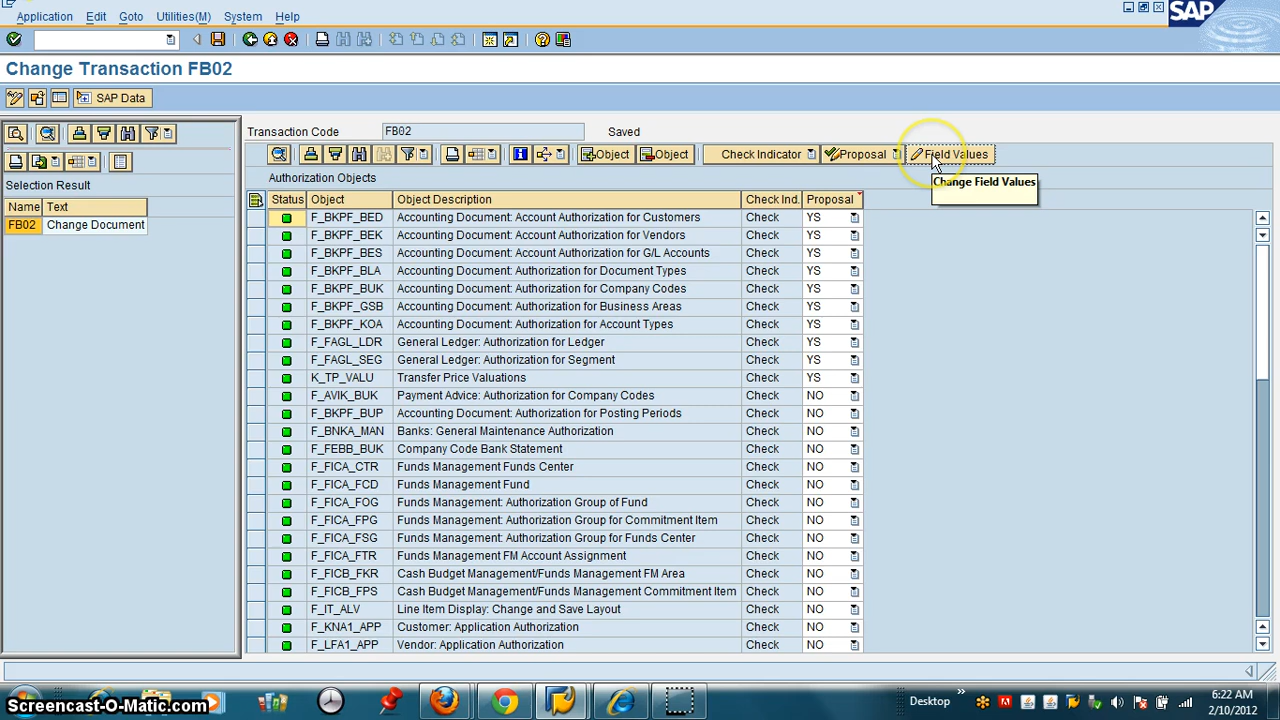 Application Edit Goto Utilities(M) System Help
SAP
Change Transaction FB02
SAP Data
Transaction Code FB02 Saved
Object Object Check Indicator Proposal Field Values
Change Field Values
Selection Result
Name Text
FB02 Change Document
Authorization Objects
Status Object Object Description Check Ind. Proposal
F_BKPF_BED Accounting Document: Account Authorization for Customers Check YS
F_BKPF_BEK Accounting Document: Account Authorization for Vendors Check YS
F_BKPF_BES Accounting Document: Account Authorization for G/L Accounts Check YS
F_BKPF_BLA Accounting Document: Authorization for Document Types Check YS
F_BKPF_BUK Accounting Document: Authorization for Company Codes Check YS
F_BKPF_GSB Accounting Document: Authorization for Business Areas Check YS
F_BKPF_KOA Accounting Document: Authorization for Account Types Check YS
F_FAGL_LDR General Ledger: Authorization for Ledger Check YS
F_FAGL_SEG General Ledger: Authorization for Segment Check YS
K_TP_VALU Transfer Price Valuations Check YS
F_AVIK_BUK Payment Advice: Authorization for Company Codes Check NO
F_BKPF_BUP Accounting Document: Authorization for Posting Periods Check NO
F_BNKA_MAN Banks: General Maintenance Authorization Check NO
F_FEBB_BUK Company Code Bank Statement Check NO
F_FICA_CTR Funds Management Funds Center Check NO
F_FICA_FCD Funds Management Fund Check NO
F_FICA_FOG Funds Management: Authorization Group of Fund Check NO
F_FICA_FPG Funds Management: Authorization Group for Commitment Item Check NO
F_FICA_FSG Funds Management: Authorization Group for Funds Center Check NO
F_FICA_FTR Funds Management FM Account Assignment Check NO
F_FICB_FKR Cash Budget Management/Funds Management FM Area Check NO
F_FICB_FPS Cash Budget Management/Funds Management Commitment Item Check NO
F_IT_ALV Line Item Display: Change and Save Layout Check NO
F_KNA1_APP Customer: Application Authorization Check NO
F_LFA1_APP Vendor: Application Authorization Check NO
Screencast-O-Matic.com
Desktop »
6:22 AM
2/10/2012